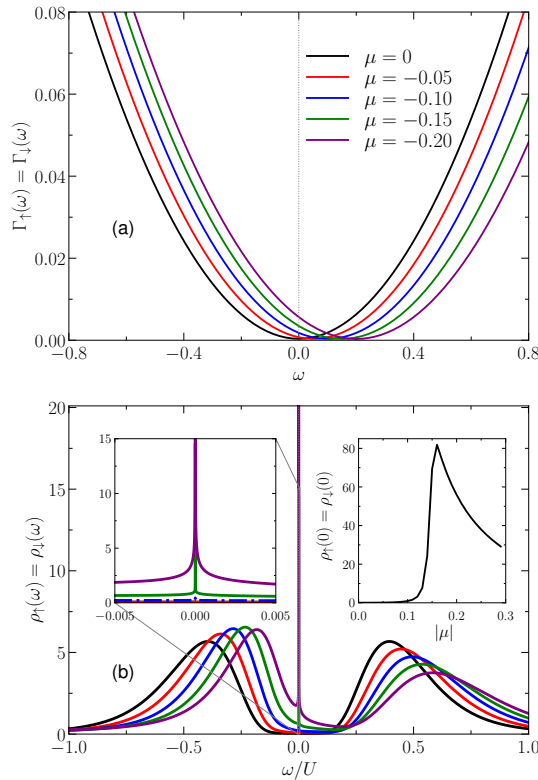 0.08
0.06
0.04
0.02
0.00
Γ↑(ω) = Γ↓(ω)
μ = 0
μ = −0.05
μ = −0.10
μ = −0.15
μ = −0.20
(a)
−0.8 −0.4 0.0 0.4 0.8
ω
20
15
10
5
0
ρ↑(ω) = ρ↓(ω)
15
10
5
0
−0.005 0.000 0.005
80
60
40
20
0
ρ↑(0) = ρ↓(0)
0.0 0.1 0.2 0.3
|μ|
(b)
−1.0 −0.5 0.0 0.5 1.0
ω/U